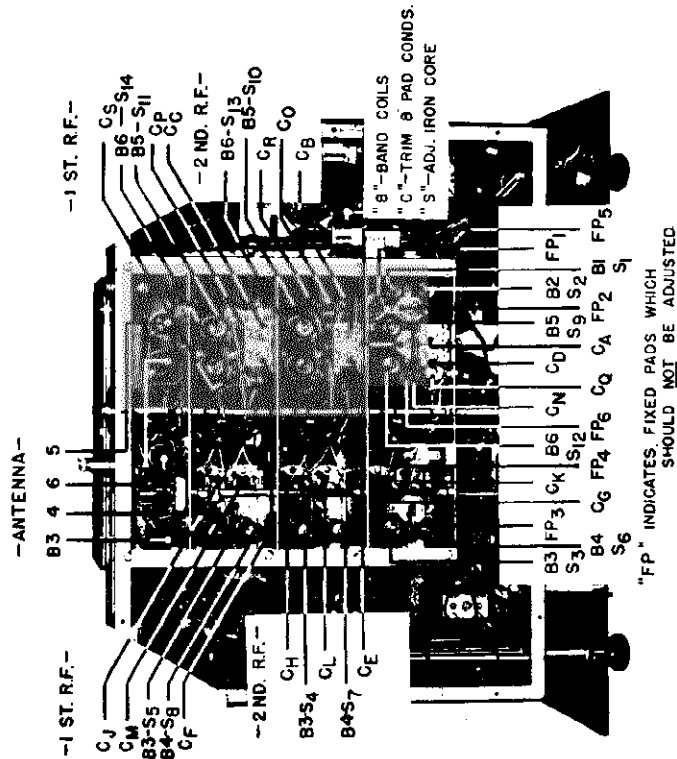 -ANTENNA-
B3
4
6
5
-1 ST. R.F.-
CJ
CM
B3-S5
B4-S8
CF
-2 ND. R.F.-
CH
B3-S4
CL
B4-S7
CE
-1 ST. R.F.-
CS
B6-S14
B5-S11
CP
CC
-2 ND. R.F.-
B6-S13
B5-S10
CR
CO
CB
"B"-BAND COILS
"C"-TRIM & PAD CONDS.
"S"-ADJ. IRON CORE
B3
S3
FP3
B4
S6
CG
CK
FP4
B6
S12
FP6
CN
CQ
CD
CA
B5
S9
FP2
B2
S2
B1
S1
FP1
FP5
"FP" INDICATES FIXED PADS WHICH
SHOULD NOT BE ADJUSTED